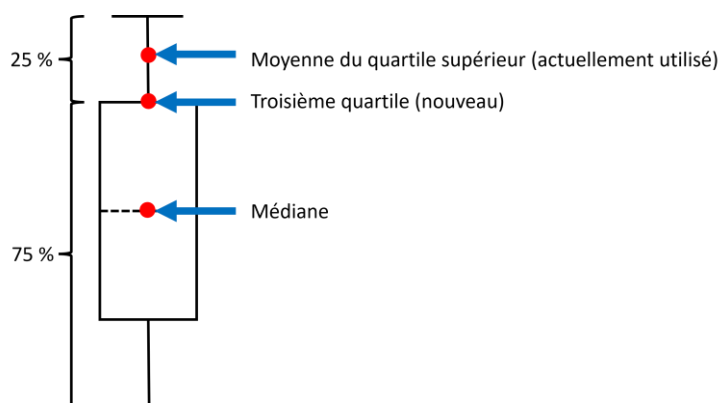 25 %
Moyenne du quartile supérieur (actuellement utilisé)
Troisième quartile (nouveau)
Médiane
75 %